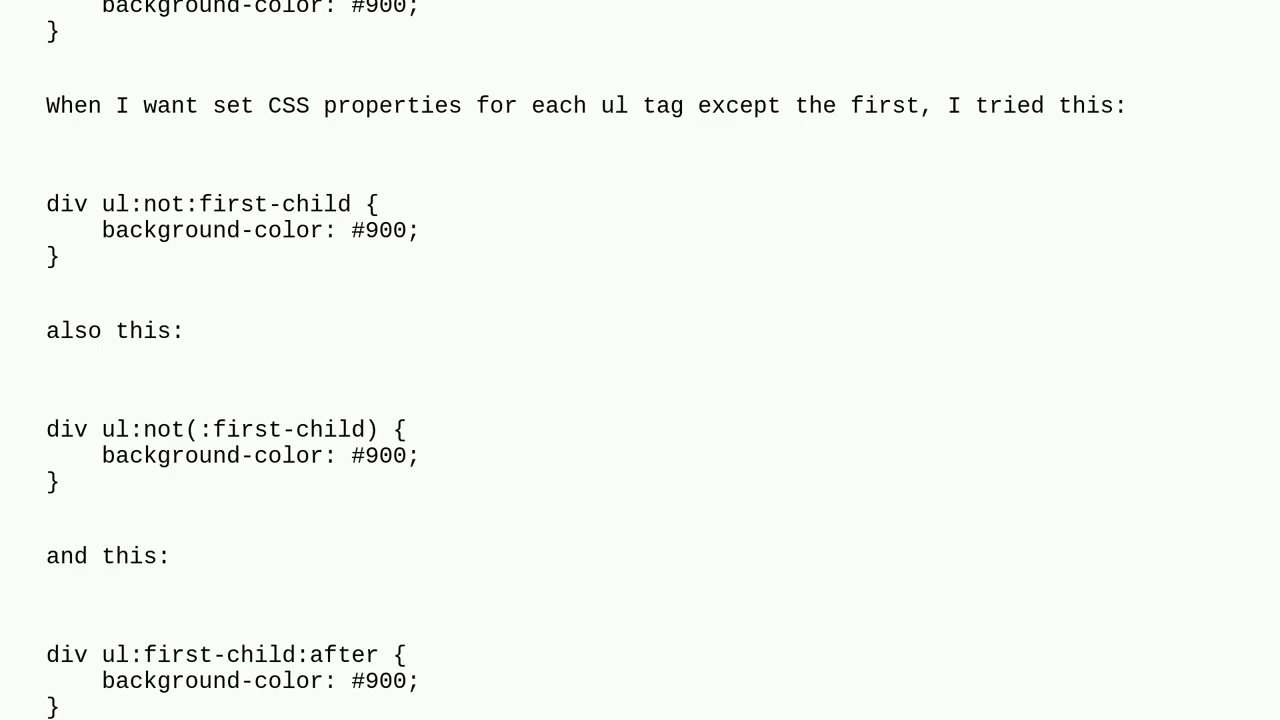 background-color: #900;
}
When I want set CSS properties for each ul tag except the first, I tried this:
div ul:not:first-child {
    background-color: #900;
}
also this:
div ul:not(:first-child) {
    background-color: #900;
}
and this:
div ul:first-child:after {
    background-color: #900;
}